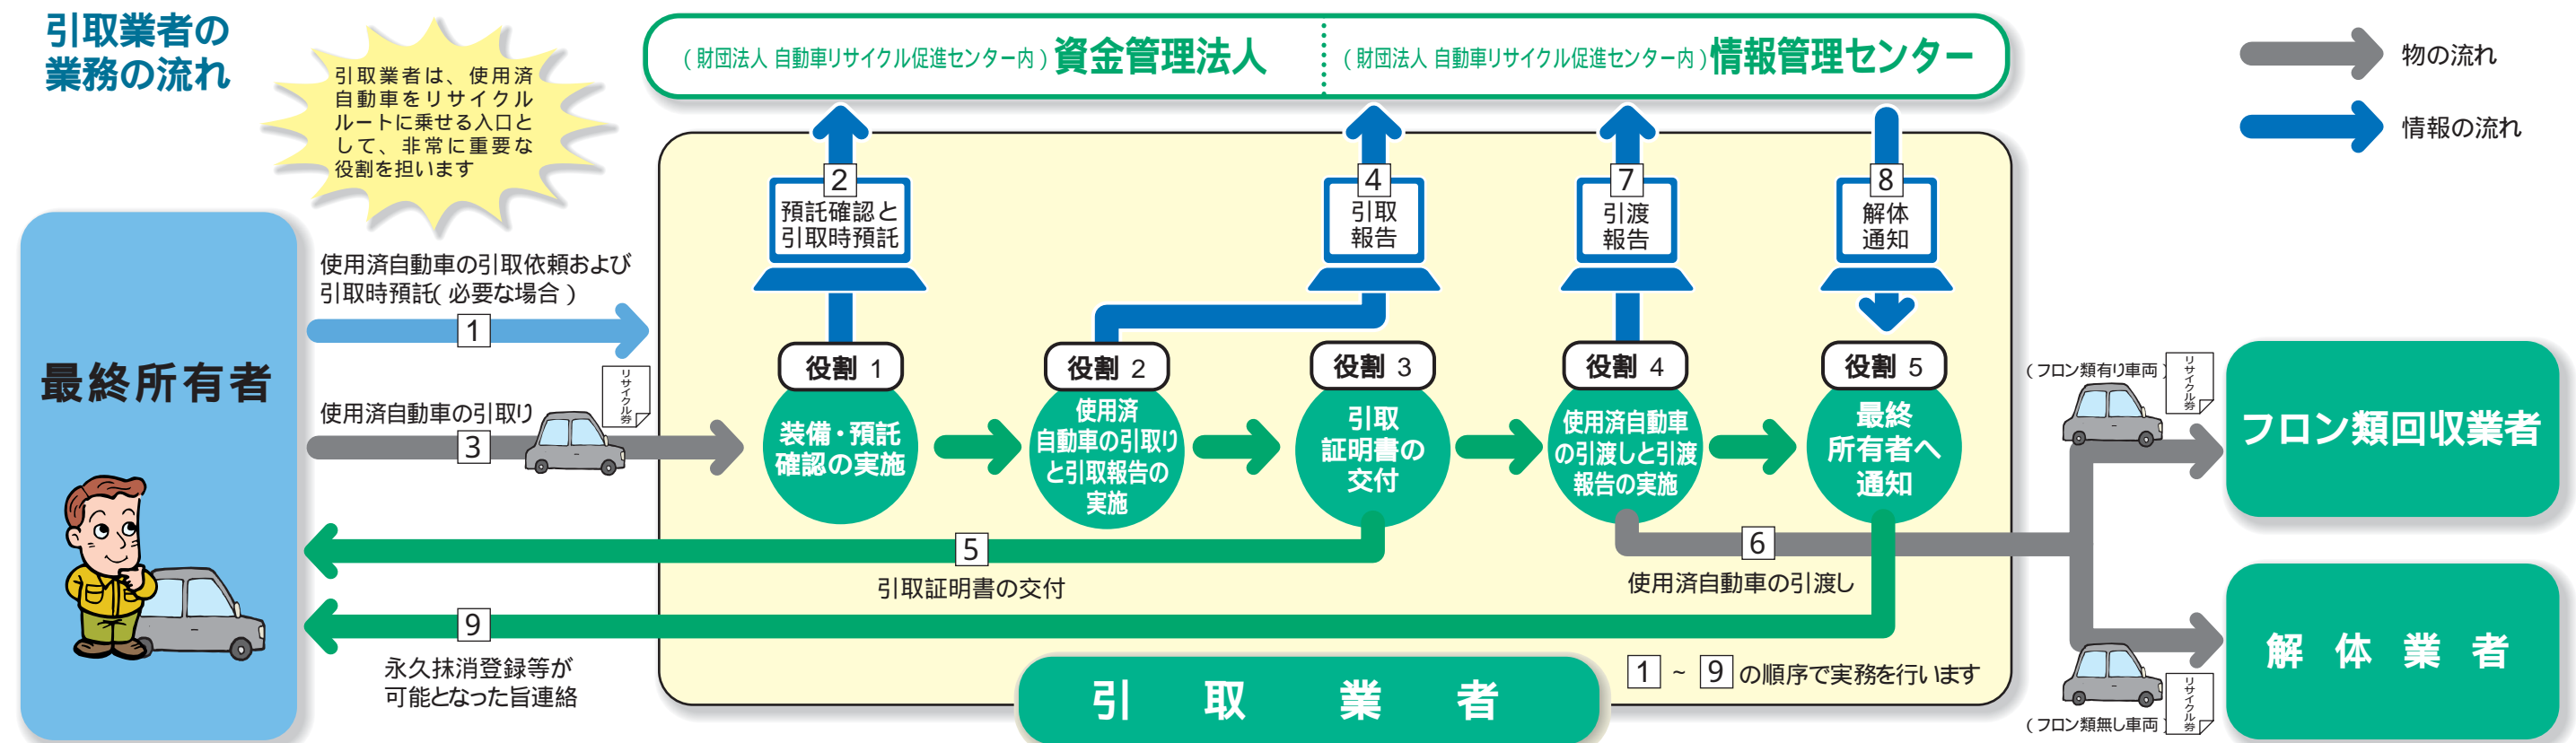 引取業者の
業務の流れ
引取業者は、使用済
自動車をリサイクル
ルートに乗せる入口と
して、非常に重要な
役割を担います
(財団法人 自動車リサイクル促進センター内)資金管理法人
(財団法人 自動車リサイクル促進センター内)情報管理センター
物の流れ
情報の流れ
2
預託確認と
引取時預託
4
引取
報告
7
引渡
報告
8
解体
通知
最終所有者
使用済自動車の引取依頼および
引取時預託(必要な場合)
1
使用済自動車の引取り
3
リサイクル券
役割 1
装備・預託
確認の実施
役割 2
使用済
自動車の引取り
と引取報告の
実施
役割 3
引取
証明書の
交付
役割 4
使用済自動車
の引渡しと引渡
報告の実施
役割 5
最終
所有者へ
通知
5
引取証明書の交付
6
使用済自動車の引渡し
9
永久抹消登録等が
可能となった旨連絡
1 ~ 9 の順序で実務を行います
引取業者
(フロン類有り車両)
リサイクル券
フロン類回収業者
解体業者
(フロン類無し車両)
リサイクル券